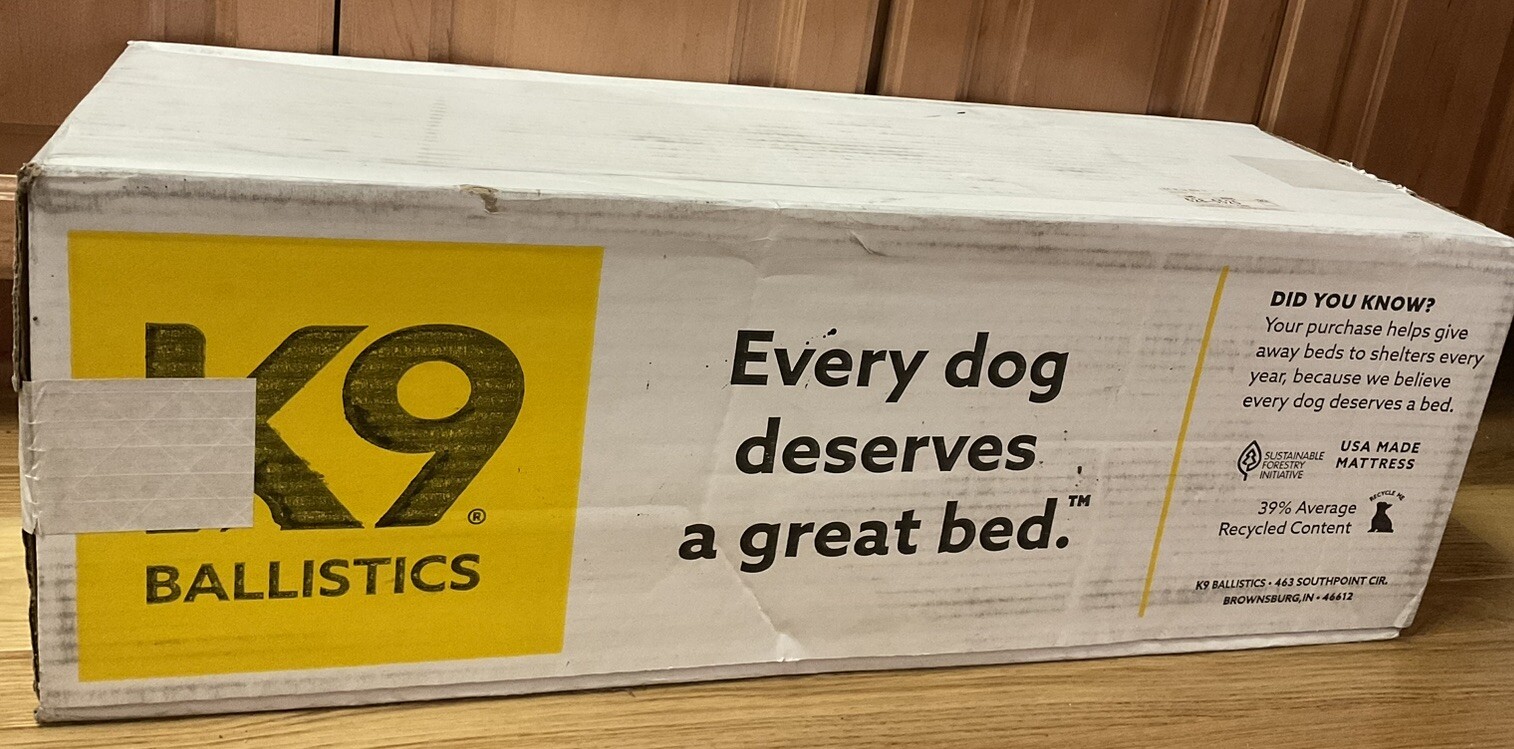 K9®
BALLISTICS
Every dog
deserves
a great bed.™
DID YOU KNOW?
Your purchase helps give
away beds to shelters every
year, because we believe
every dog deserves a bed.
SUSTAINABLE
FORESTRY
INITIATIVE
USA MADE
MATTRESS
39% Average
Recycled Content
RECYCLE ME
K9 BALLISTICS • 463 SOUTHPOINT CIR.
BROWNSBURG,IN • 46612